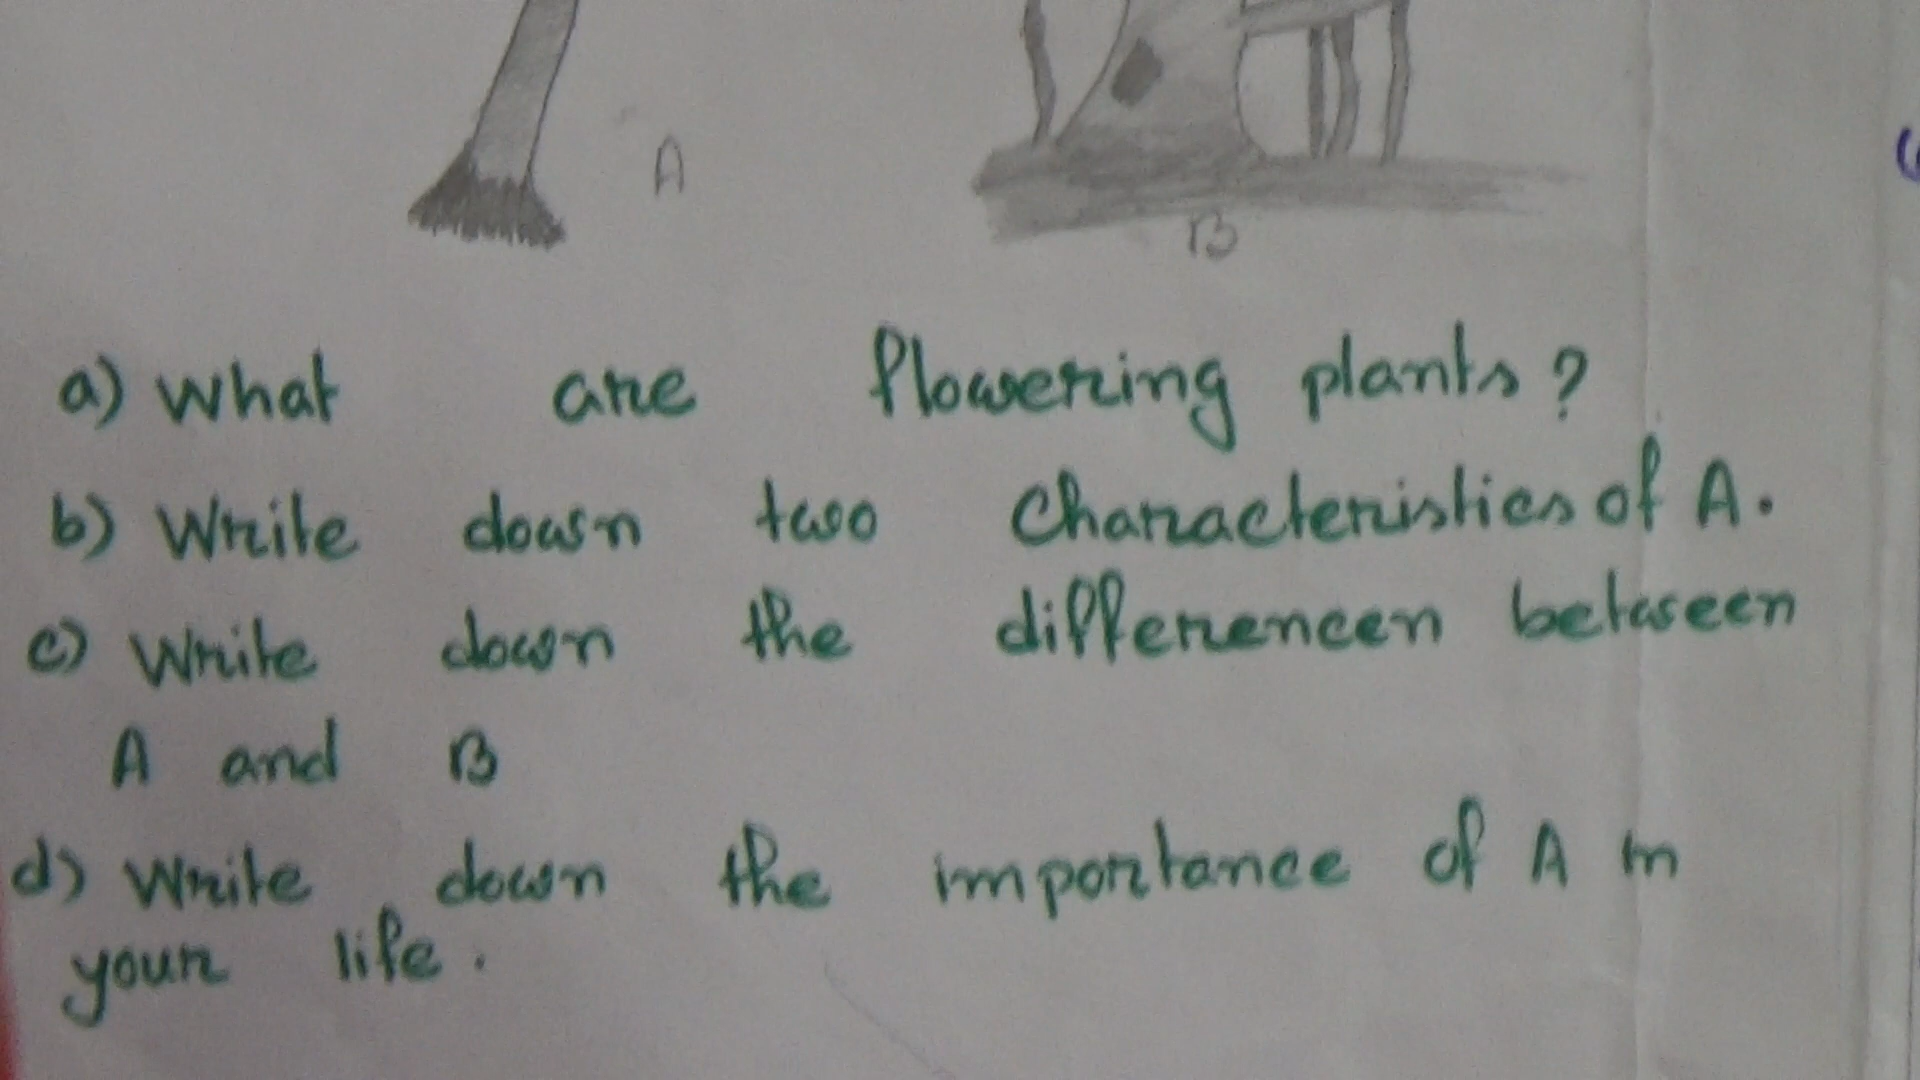 A
B
a) What are flowering plants?
b) Write down two characteristics of A.
c) Write down the differenceen between
A and B
d) Write down the importance of A in
your life.